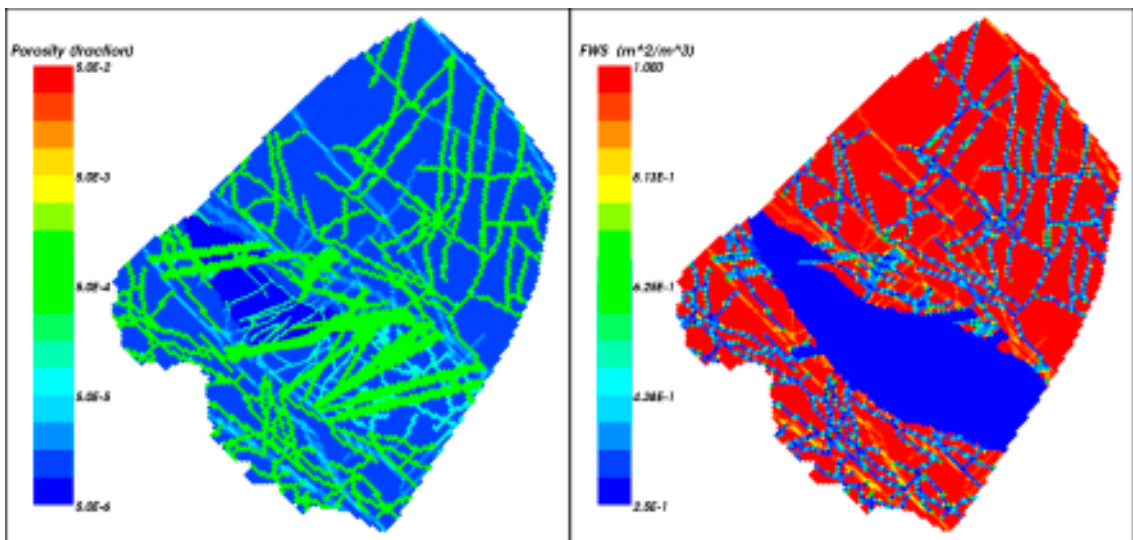 Porosity (fraction)
5.0E-2
5.0E-3
5.0E-4
5.0E-5
5.0E-6
FWS (m^2/m^3)
1.000
8.13E-1
6.25E-1
4.38E-1
2.5E-1